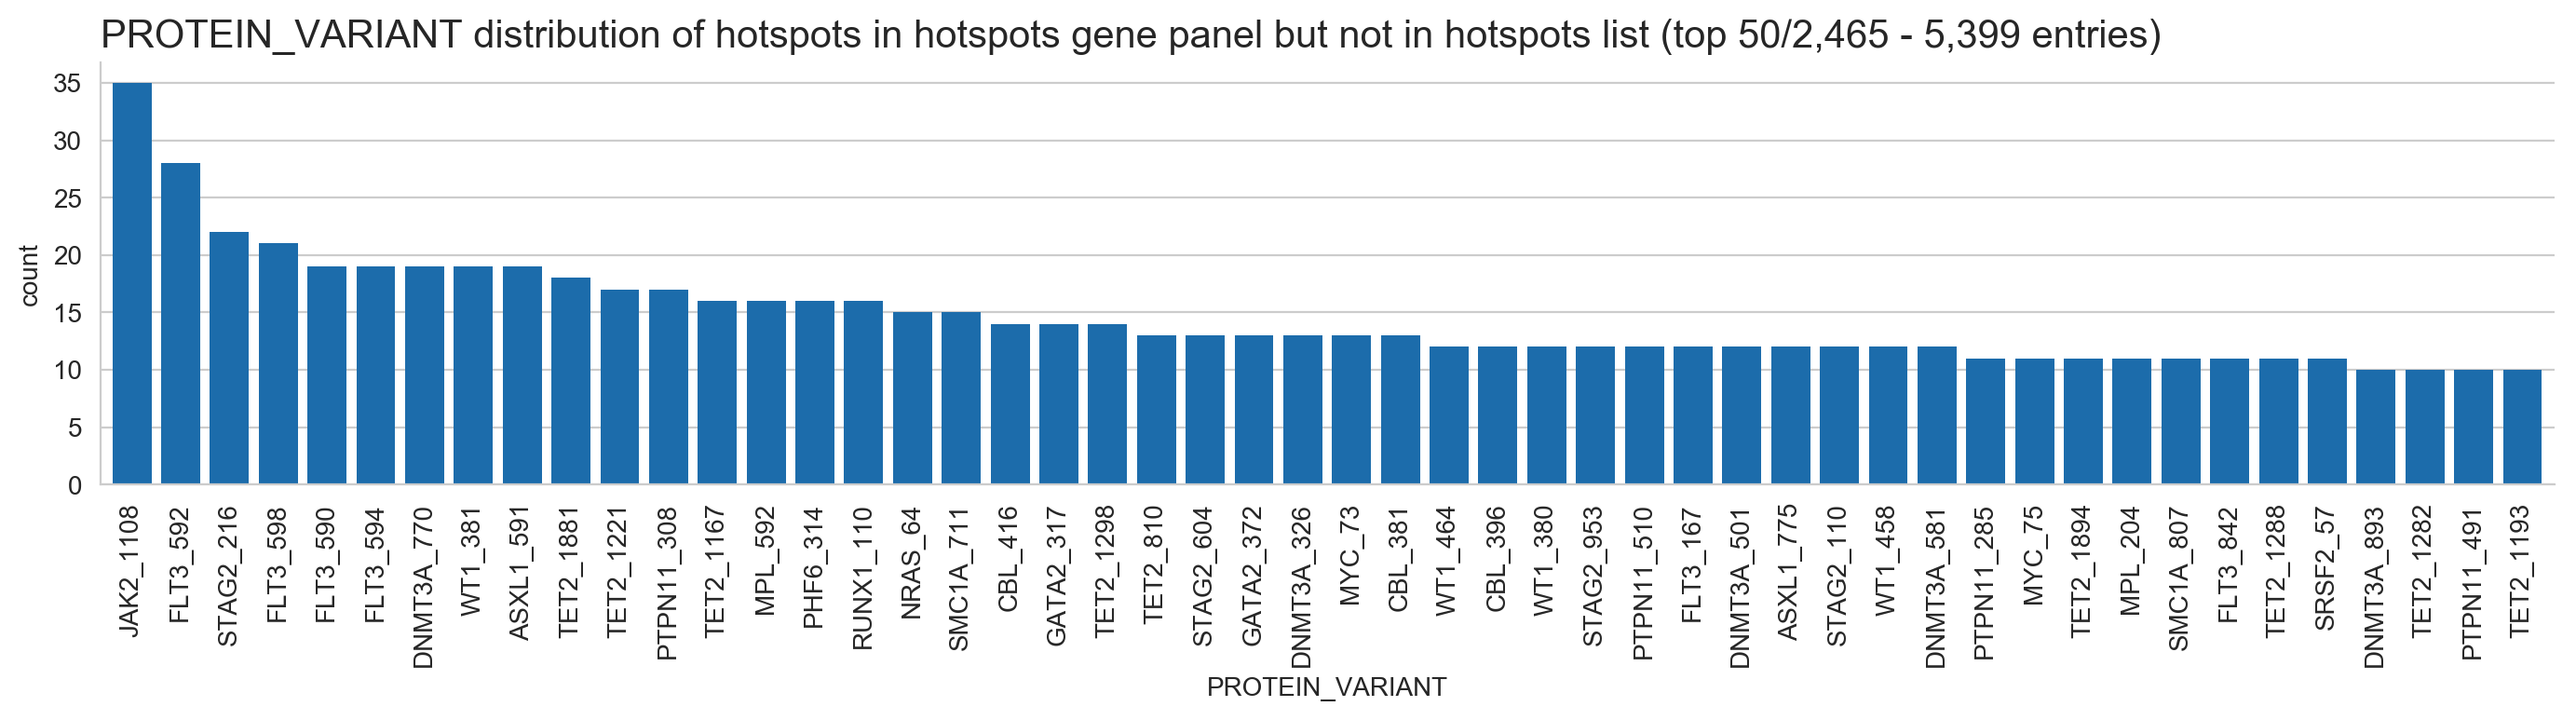 PROTEIN_VARIANT distribution of hotspots in hotspots gene panel but not in hotspots list (top 50/2,465 - 5,399 entries)
35
30
25
20
15
10
5
0
count
JAK2_1108
FLT3_592
STAG2_216
FLT3_598
FLT3_590
FLT3_594
DNMT3A_770
WT1_381
ASXL1_591
TET2_1881
TET2_1221
PTPN11_308
TET2_1167
MPL_592
PHF6_314
RUNX1_110
NRAS_64
SMC1A_711
CBL_416
GATA2_317
TET2_1298
TET2_810
STAG2_604
GATA2_372
DNMT3A_326
MYC_73
CBL_381
WT1_464
CBL_396
WT1_380
STAG2_953
PTPN11_510
FLT3_167
DNMT3A_501
ASXL1_775
STAG2_110
WT1_458
DNMT3A_581
PTPN11_285
MYC_75
TET2_1894
MPL_204
SMC1A_807
FLT3_842
TET2_1288
SRSF2_57
DNMT3A_893
TET2_1282
PTPN11_491
TET2_1193
PROTEIN_VARIANT